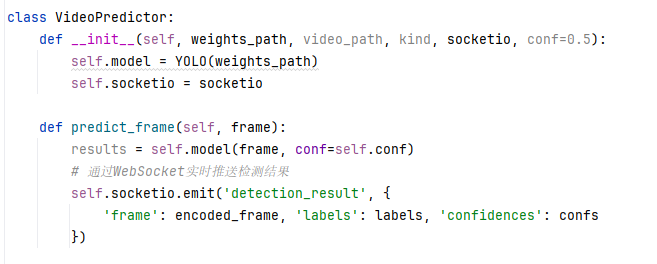 class VideoPredictor:
    def __init__(self, weights_path, video_path, kind, socketio, conf=0.5):
        self.model = YOLO(weights_path)
        self.socketio = socketio
    def predict_frame(self, frame):
        results = self.model(frame, conf=self.conf)
        # 通过WebSocket实时推送检测结果
        self.socketio.emit('detection_result', {
            'frame': encoded_frame, 'labels': labels, 'confidences': confs
        })